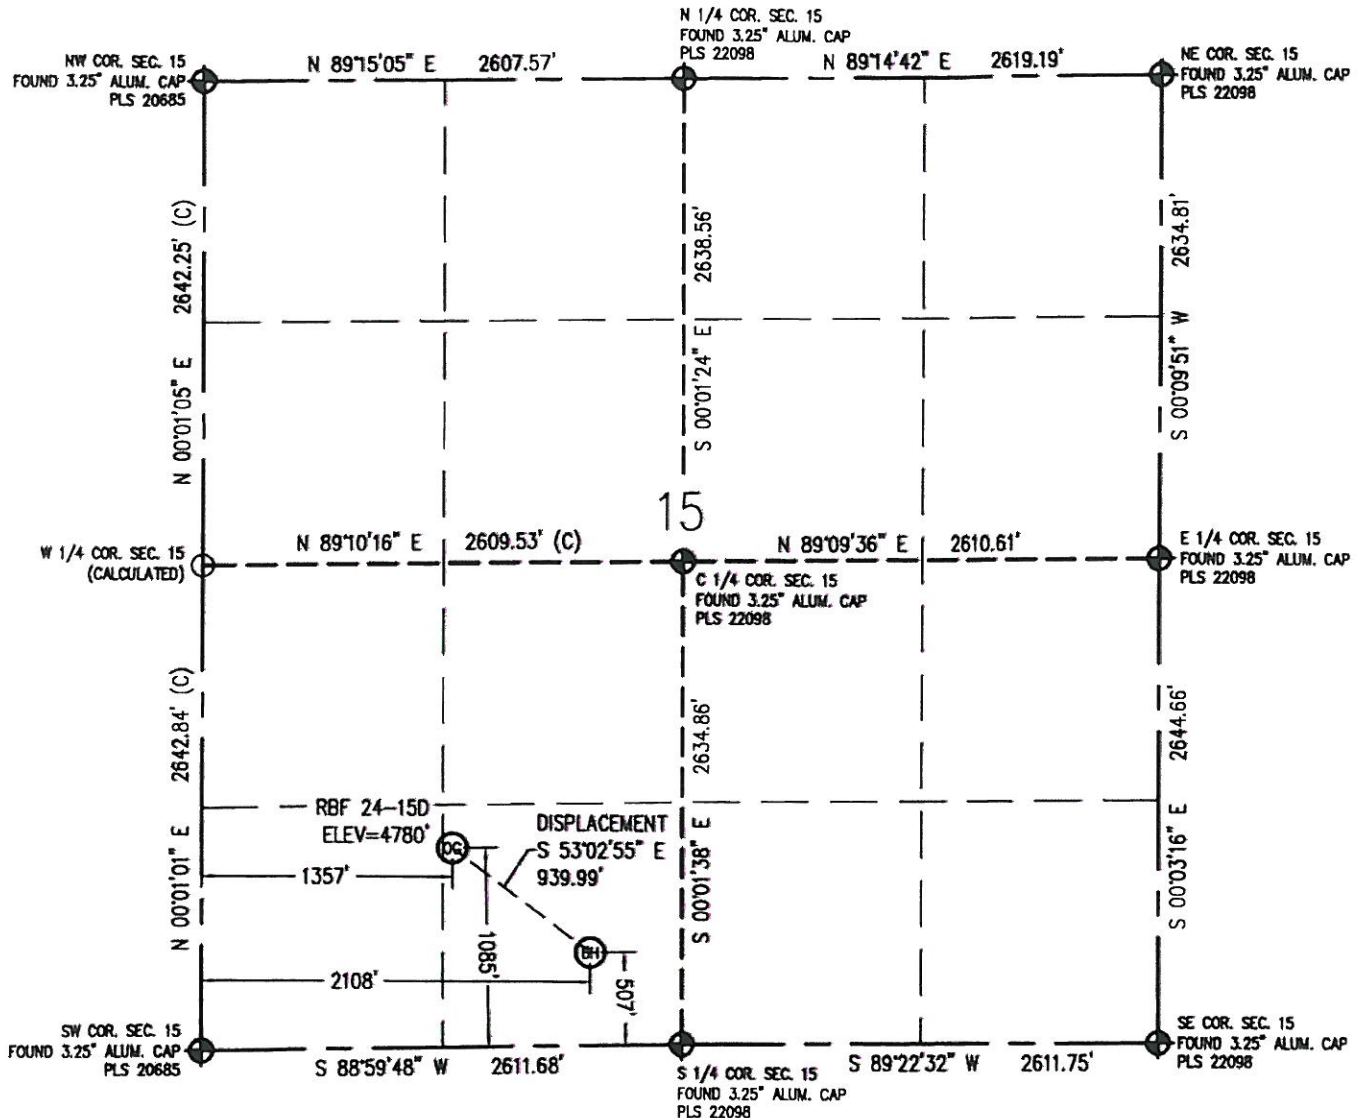 N 1/4 COR. SEC. 15
FOUND 3.25" ALUM. CAP
PLS 22098
NW COR. SEC. 15
FOUND 3.25" ALUM. CAP
PLS 20685
N 89°15'05" E 2607.57'
N 89°14'42" E 2619.19'
NE COR. SEC. 15
FOUND 3.25" ALUM. CAP
PLS 22098
N 00°01'05" E 2642.25' (C)
S 00°01'24" E 2638.56'
S 00°09'51" W 2634.81'
15
W 1/4 COR. SEC. 15
(CALCULATED)
N 89°10'16" E 2609.53' (C)
N 89°09'36" E 2610.61'
C 1/4 COR. SEC. 15
FOUND 3.25" ALUM. CAP
PLS 22098
E 1/4 COR. SEC. 15
FOUND 3.25" ALUM. CAP
PLS 22098
N 00°01'01" E 2642.84' (C)
S 00°01'38" E 2634.86'
S 00°03'16" E 2644.66'
RBF 24-15D
ELEV=4780'
OG
DISPLACEMENT
S 53°02'55" E
939.99'
1357'
1085'
BH
2108'
507'
SW COR. SEC. 15
FOUND 3.25" ALUM. CAP
PLS 20685
S 88°59'48" W 2611.68'
S 1/4 COR. SEC. 15
FOUND 3.25" ALUM. CAP
PLS 22098
S 89°22'32" W 2611.75'
SE COR. SEC. 15
FOUND 3.25" ALUM. CAP
PLS 22098